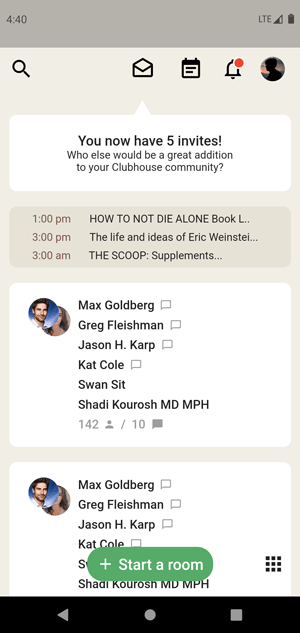 4:40
LTE
You now have 5 invites!
Who else would be a great addition
to your Clubhouse community?
1:00 pm HOW TO NOT DIE ALONE Book L..
3:00 pm The life and ideas of Eric Weinstei...
3:00 am THE SCOOP: Supplements...
Max Goldberg
Greg Fleishman
Jason H. Karp
Kat Cole
Swan Sit
Shadi Kourosh MD MPH
142 / 10
Max Goldberg
Greg Fleishman
Jason H. Karp
Kat Cole
+ Start a room
Shadi Kourosh MD MPH